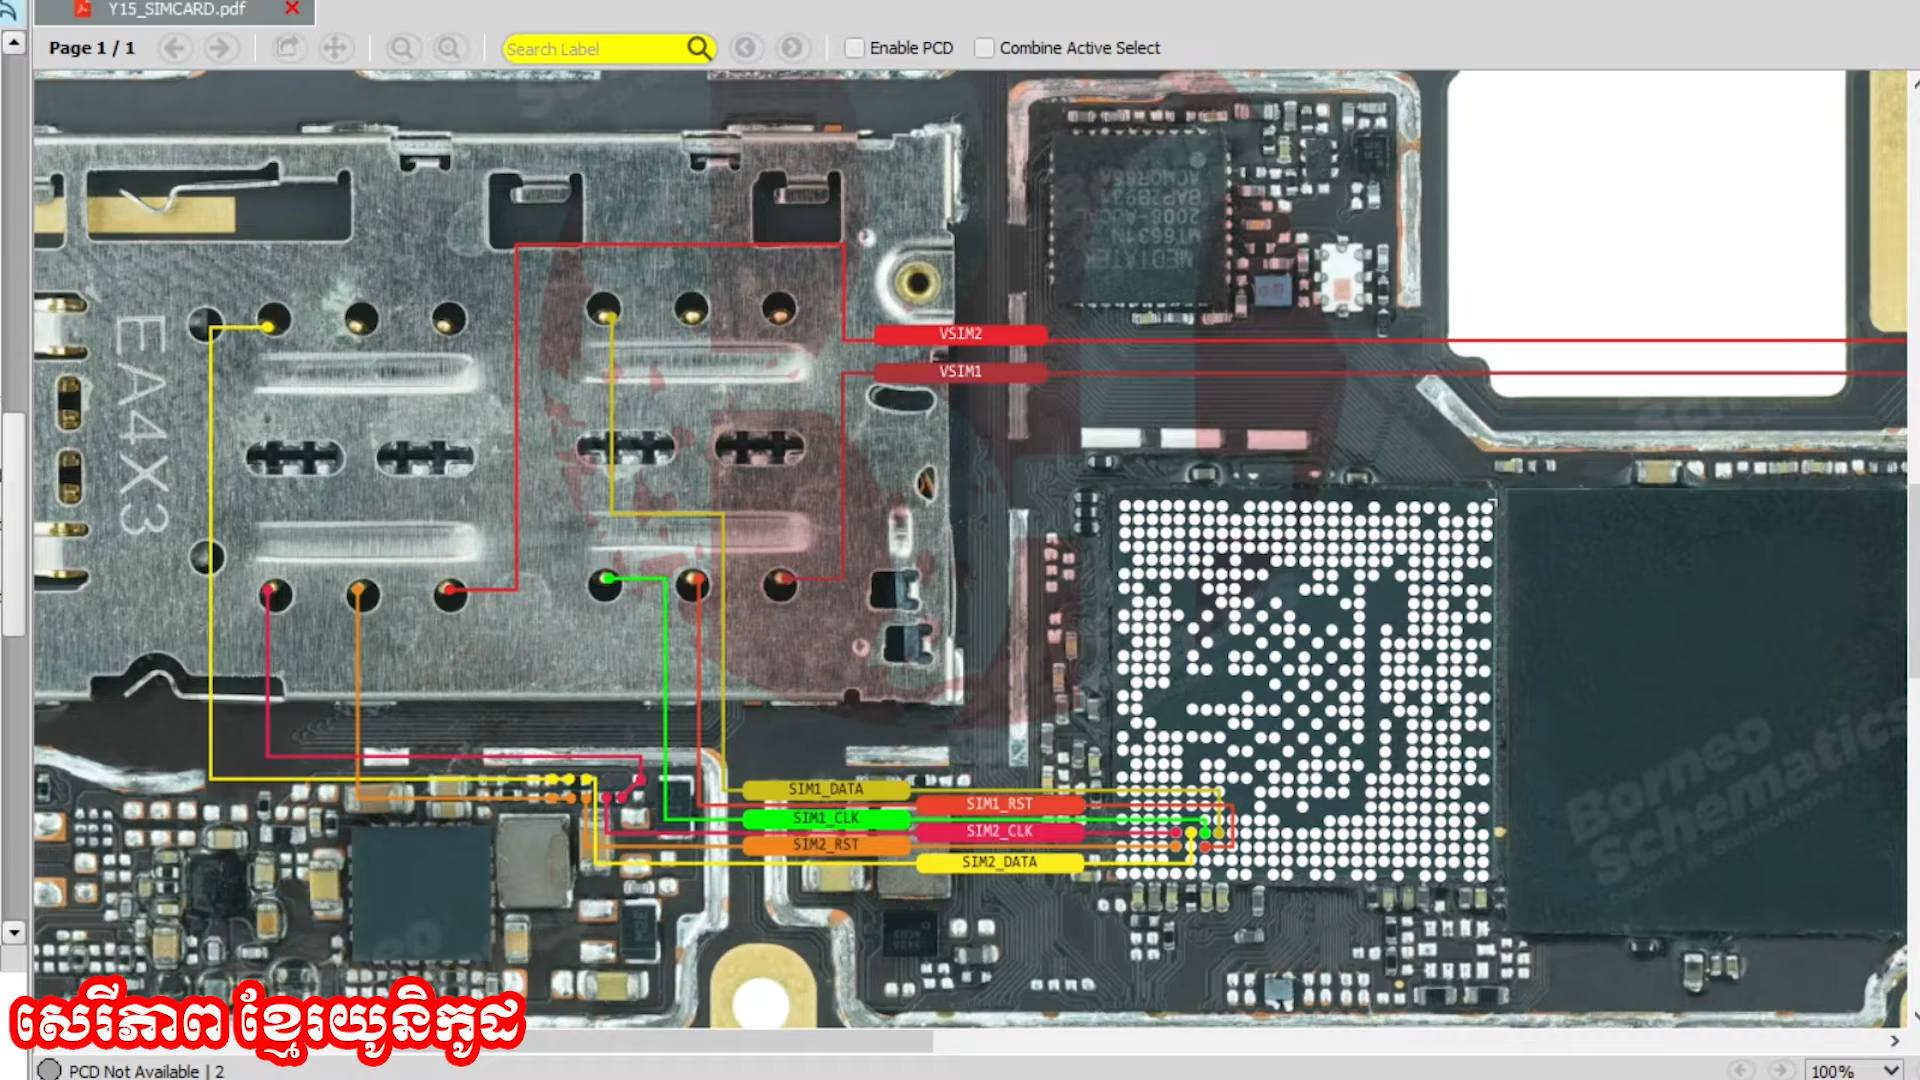 Y15_SIMCARD.pdf
Page 1 / 1
Search Label
Enable PCD
Combine Active Select
EA4X3
MEDIATEK
MT6631N
VSIM2
VSIM1
SIM1_DATA
SIM1_RST
SIM1_CLK
SIM2_CLK
SIM2_RST
SIM2_DATA
Borneo
Schematics
សេរីភាព ខ្មែរយូនិកូដ
PCD Not Available | 2
100%